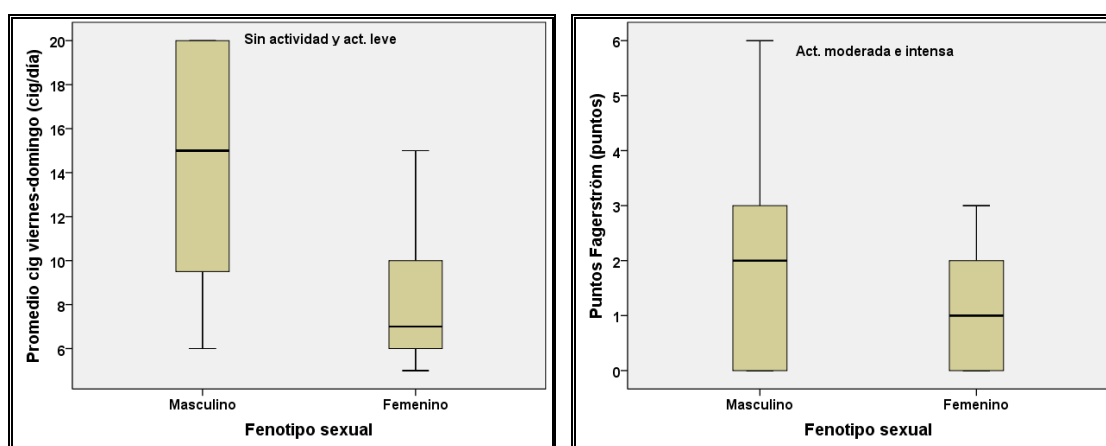 Sin actividad y act. leve
Promedio cig viernes-domingo (cig/día)
20
18
16
14
12
10
8
6
Masculino
Femenino
Fenotipo sexual
Act. moderada e intensa
Puntos Fagerström (puntos)
6
5
4
3
2
1
0
Masculino
Femenino
Fenotipo sexual